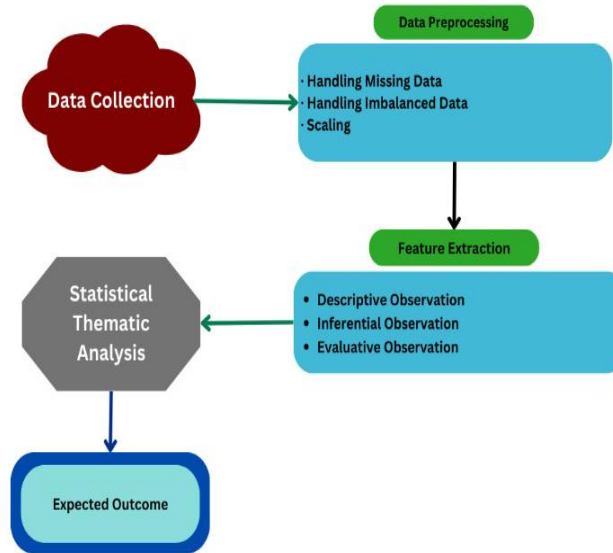 Data Collection
Data Preprocessing
· Handling Missing Data
· Handling Imbalanced Data
· Scaling
Feature Extraction
• Descriptive Observation
• Inferential Observation
• Evaluative Observation
Statistical
Thematic
Analysis
Expected Outcome